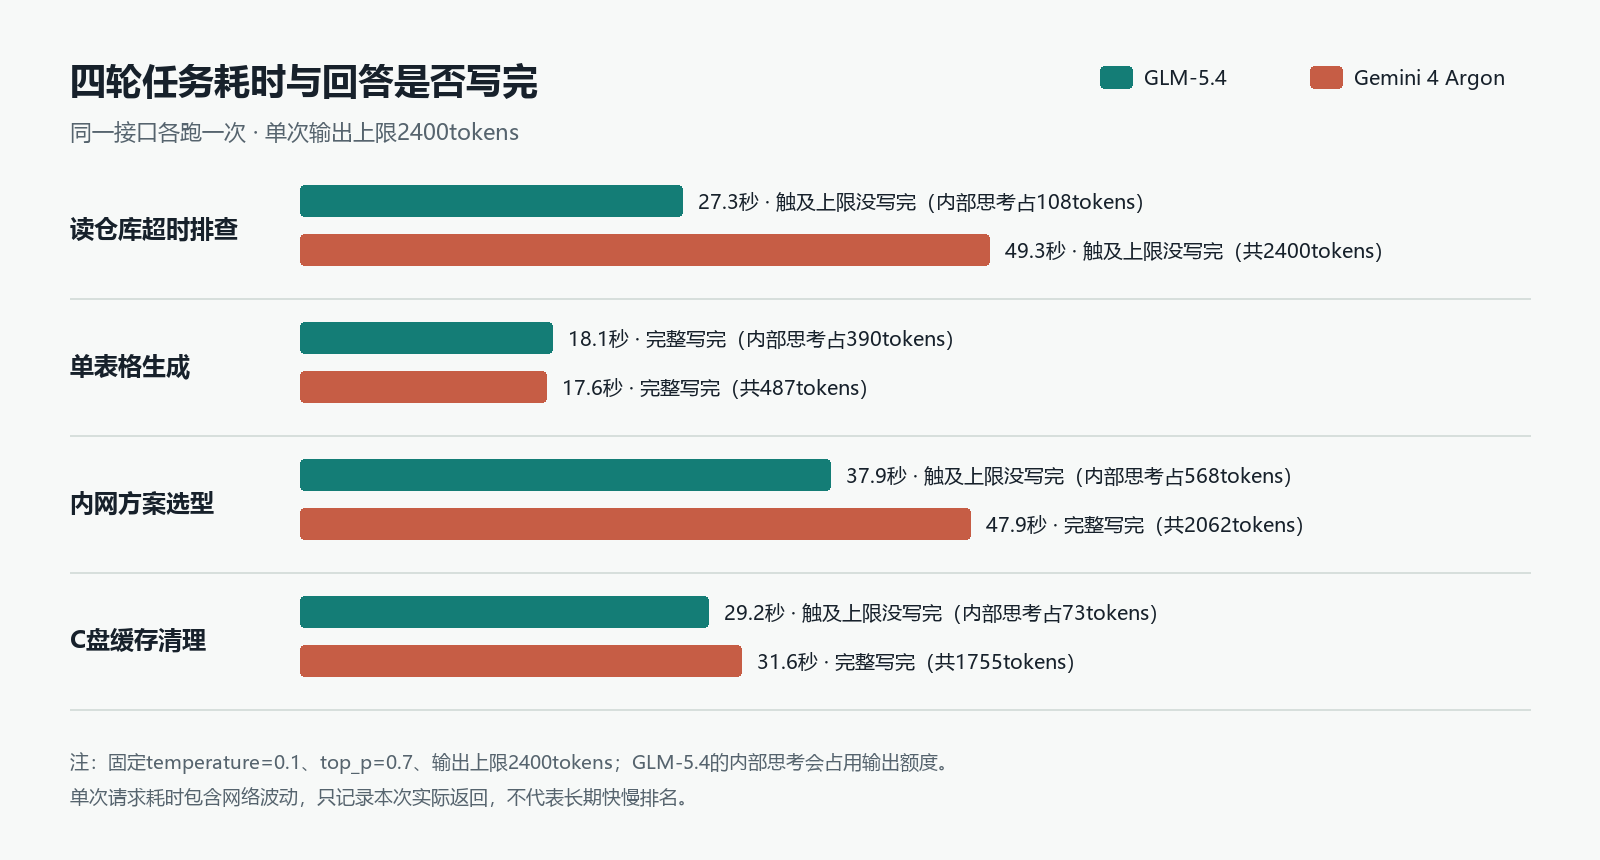 四轮任务耗时与回答是否写完
GLM-5.4
Gemini 4 Argon
同一接口各跑一次 · 单次输出上限2400tokens
读仓库超时排查
27.3秒 · 触及上限没写完（内部思考占108tokens）
49.3秒 · 触及上限没写完（共2400tokens）
单表格生成
18.1秒 · 完整写完（内部思考占390tokens）
17.6秒 · 完整写完（共487tokens）
内网方案选型
37.9秒 · 触及上限没写完（内部思考占568tokens）
47.9秒 · 完整写完（共2062tokens）
C盘缓存清理
29.2秒 · 触及上限没写完（内部思考占73tokens）
31.6秒 · 完整写完（共1755tokens）
注：固定temperature=0.1、top_p=0.7、输出上限2400tokens；GLM-5.4的内部思考会占用输出额度。
单次请求耗时包含网络波动，只记录本次实际返回，不代表长期快慢排名。